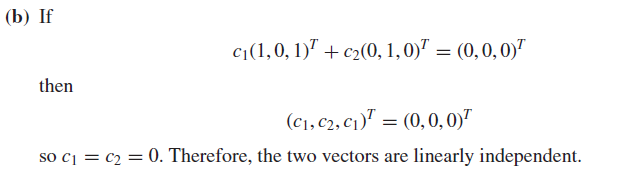 (b) If
c₁(1, 0, 1)ᵀ + c₂(0, 1, 0)ᵀ = (0, 0, 0)ᵀ
then
(c₁, c₂, c₁)ᵀ = (0, 0, 0)ᵀ
so c₁ = c₂ = 0. Therefore, the two vectors are linearly independent.